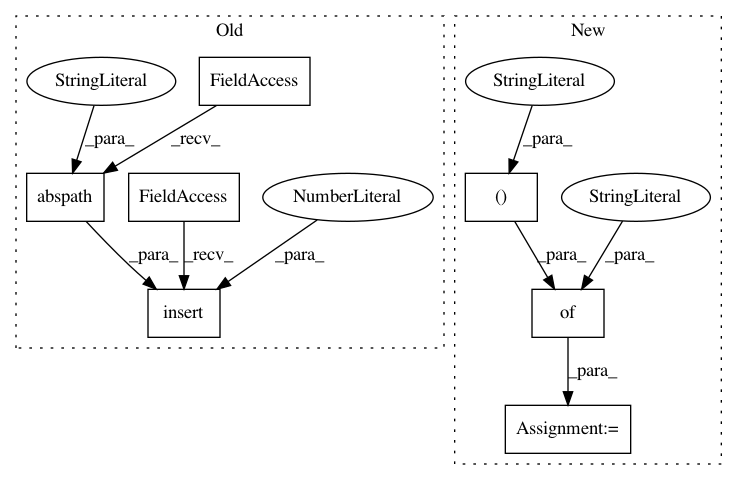 Old
New
StringLiteral
FieldAccess
StringLiteral
_para_
_recv_
_para_
abspath
FieldAccess
NumberLiteral
()
StringLiteral
_para_
_recv_
_para_
_para_
_para_
insert
of
_para_
Assignment:=